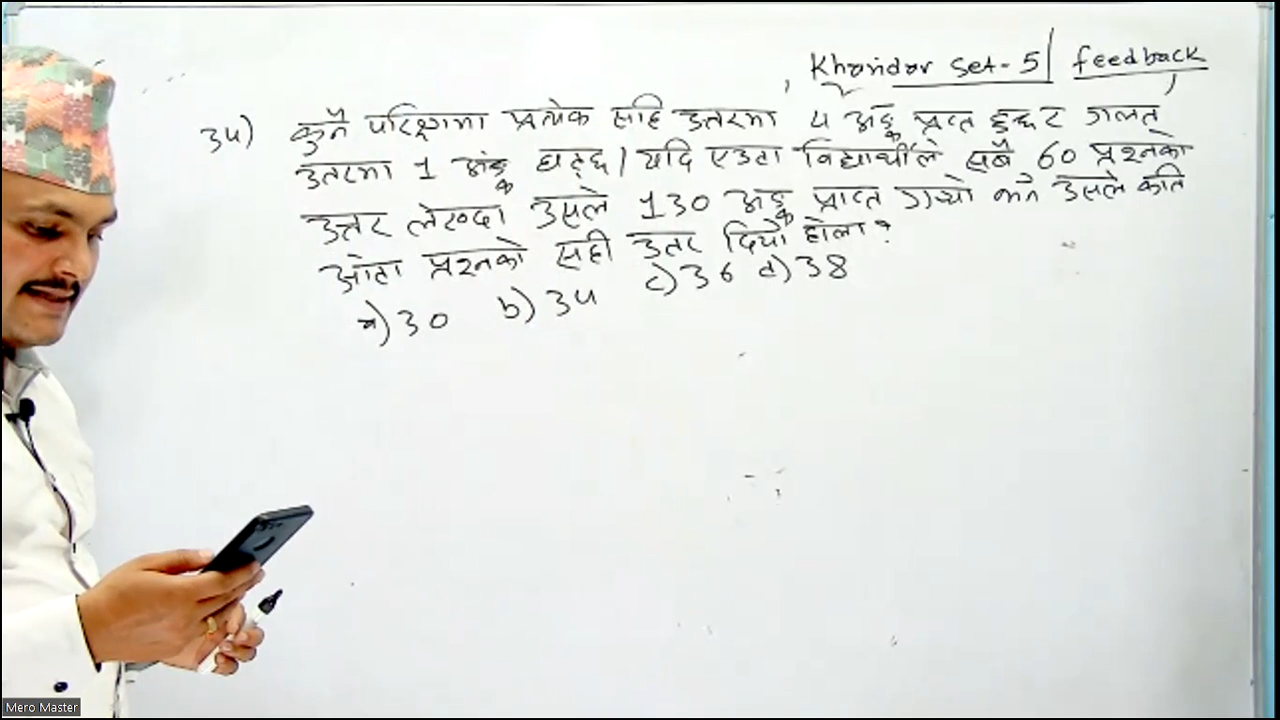 Kharidar set-5 | feedback
34) कुनै परिक्षामा प्रत्येक सहि उत्तरमा 4 अङ्क प्राप्त हुन्छ र गलत
उत्तरमा 1 अंङ्क घट्छ । यदि एउटा विद्यार्थीले सबै 60 प्रश्नको
उत्तर लेख्दा उसले 130 अङ्क प्राप्त गर्यो भने उसले कति
ओटा प्रश्नको सही उत्तर दियो होला?
a) 30 b) 34 c) 36 d) 38
Mero Master